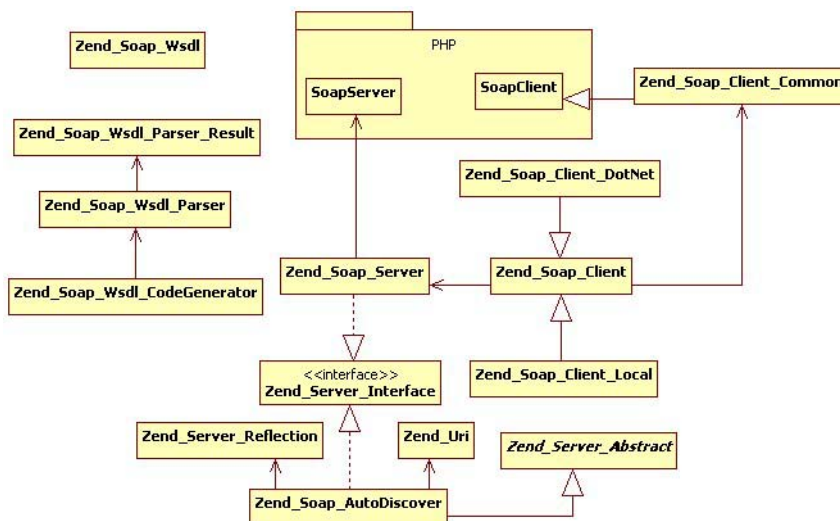 PHP
Zend_Soap_Wsdl
SoapServer
SoapClient
Zend_Soap_Client_Common
Zend_Soap_Wsdl_Parser_Result
Zend_Soap_Client_DotNet
Zend_Soap_Wsdl_Parser
Zend_Soap_Server
Zend_Soap_Client
Zend_Soap_Wsdl_CodeGenerator
<<interface>>
Zend_Server_Interface
Zend_Soap_Client_Local
Zend_Server_Reflection
Zend_Uri
Zend_Server_Abstract
Zend_Soap_AutoDiscover